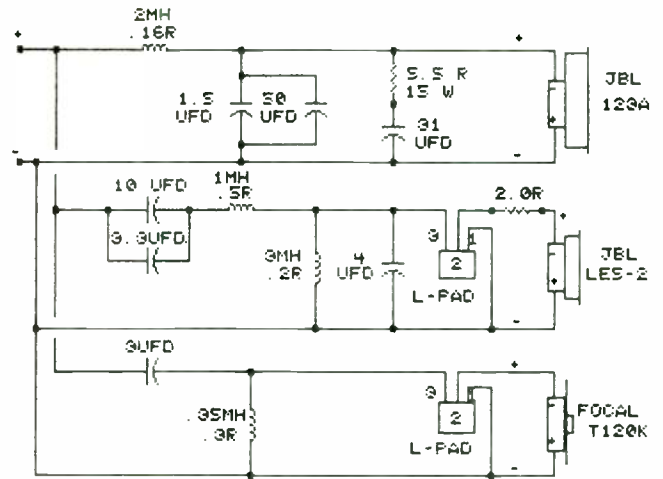 2MH
.16R
+
-
1.5
UFD
50
UFD
5.5 R
15 W
31
UFD
+
-
+
-
JBL
123A
10 UFD
3.3UFD
1MH
.5R
3MH
.2R
4
UFD
3
2
1
L-PAD
2.0R
+
-
+
-
JBL
LES-2
3UFD
.35MH
.3R
3
2
L-PAD
+
-
+
-
FOCAL
T120K